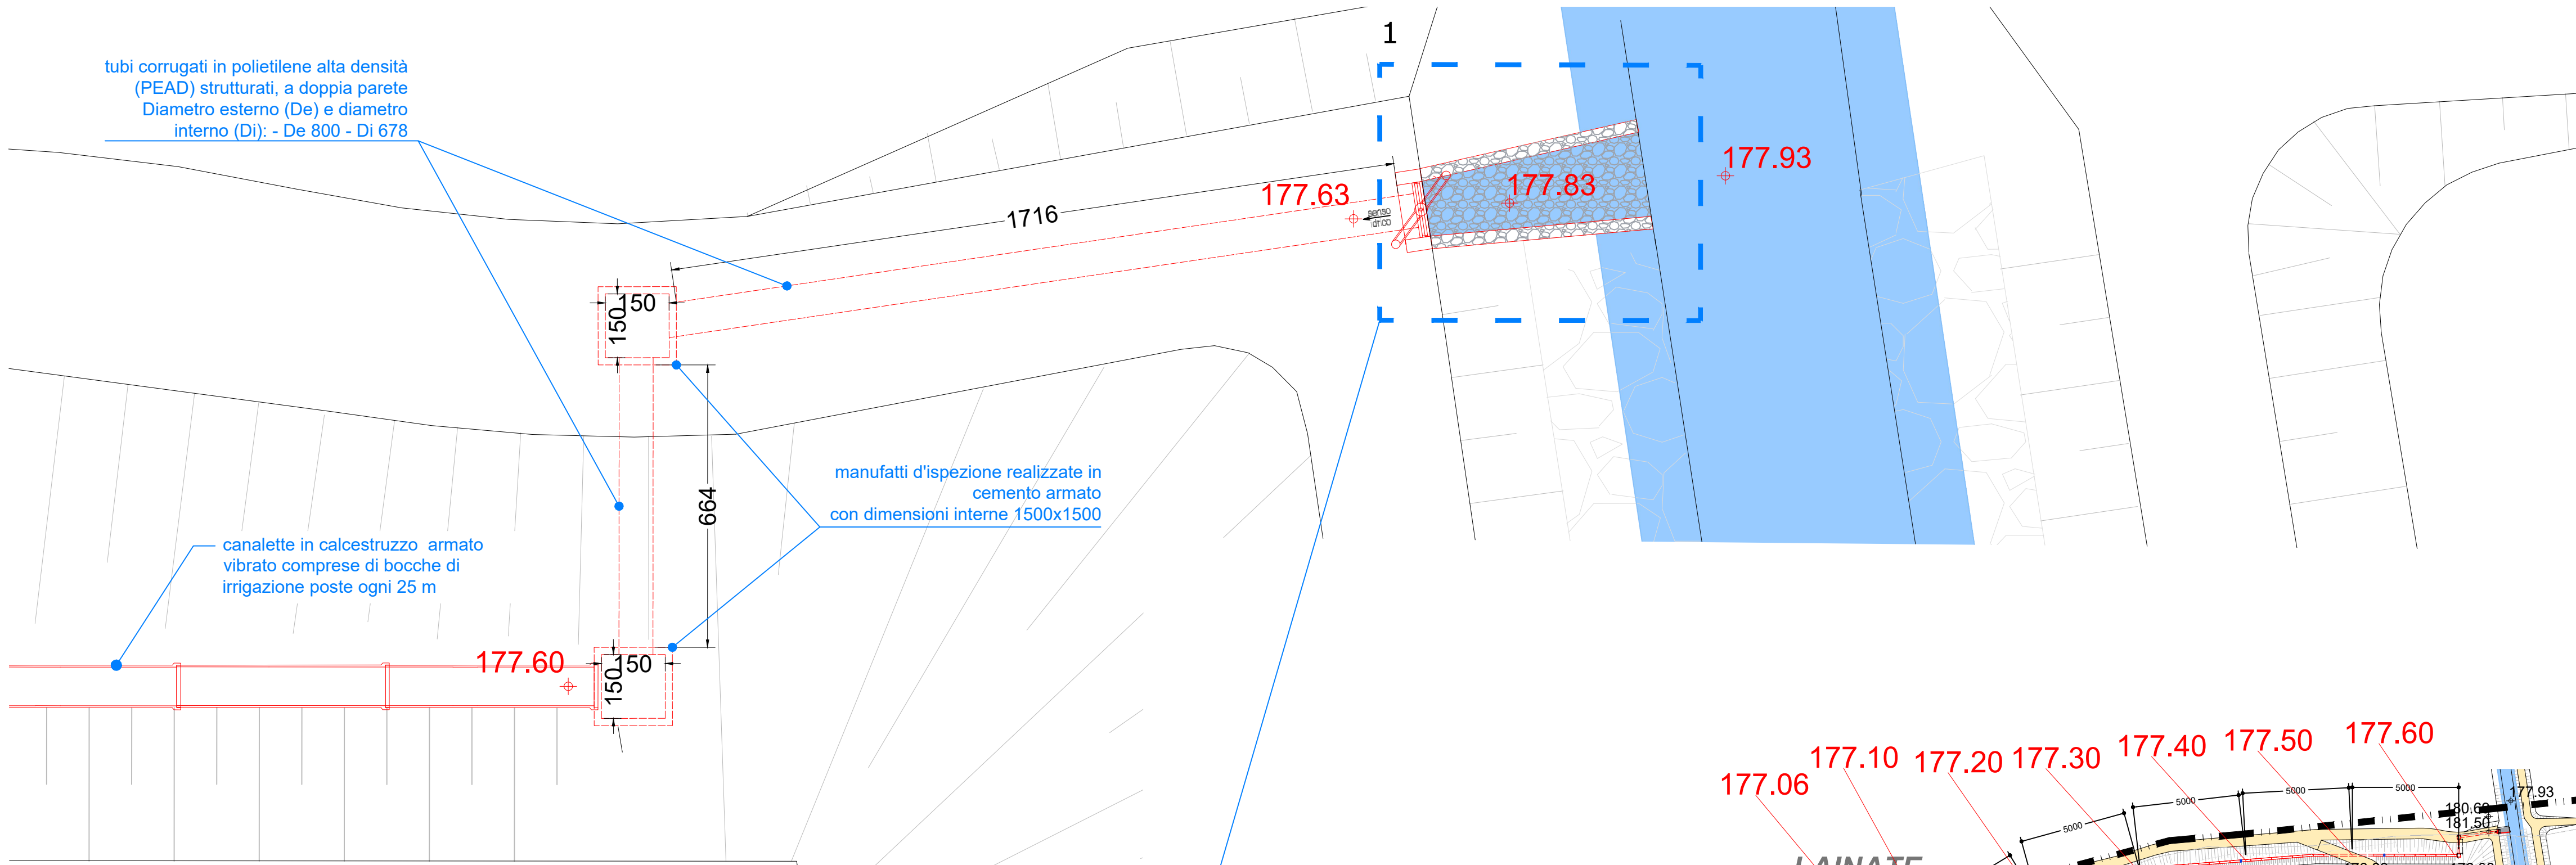 1
tubi corrugati in polietilene alta densità
(PEAD) strutturati, a doppia parete
Diametro esterno (De) e diametro
interno (Di): - De 800 - Di 678
177.93
177.83
177.63
senso
1716
150
150
664
manufatti d'ispezione realizzate in
cemento armato
con dimensioni interne 1500x1500
canalette in calcestruzzo armato
vibrato comprese di bocche di
irrigazione poste ogni 25 m
177.60
150
150
177.06
177.10
177.20
177.30
177.40
177.50
177.60
5000
5000
5000
5000
177.93
180.60
181.50
LAINATE